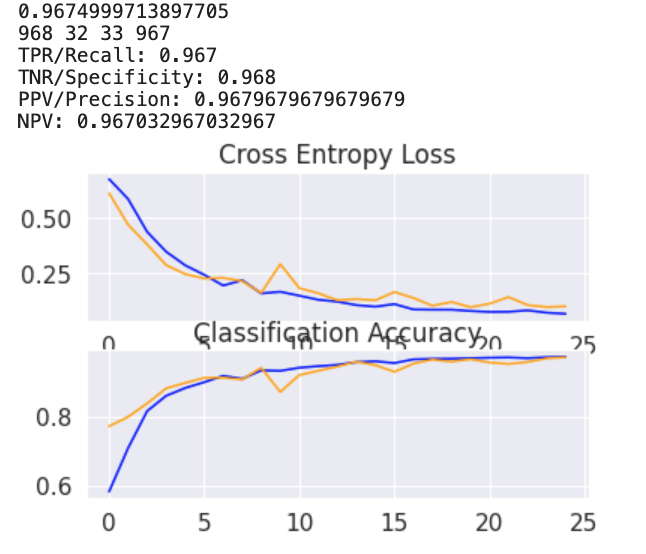 0.9674999713897705
968 32 33 967
TPR/Recall: 0.967
TNR/Specificity: 0.968
PPV/Precision: 0.9679679679679679
NPV: 0.967032967032967
Cross Entropy Loss
0.50
0.25
0 5 10 15 20 25
Classification Accuracy
0.8
0.6
0 5 10 15 20 25